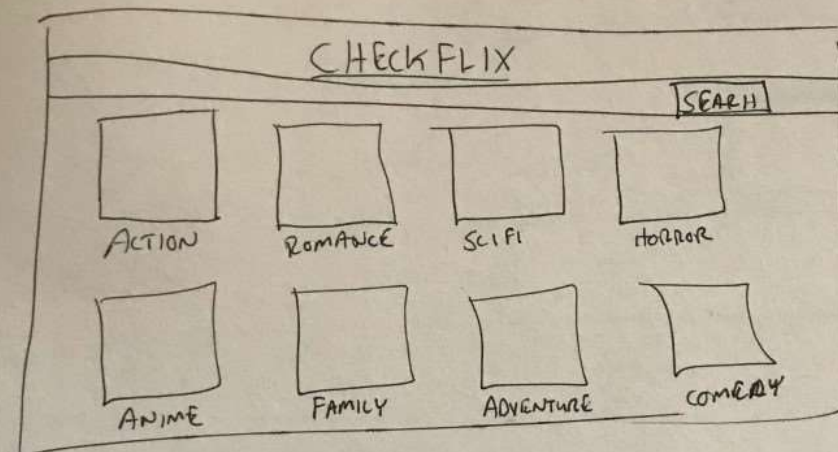 CHECKFLIX
SEARH
ACTION ROMANCE SCIFI HORROR
ANIME FAMILY ADVENTURE COMEDY